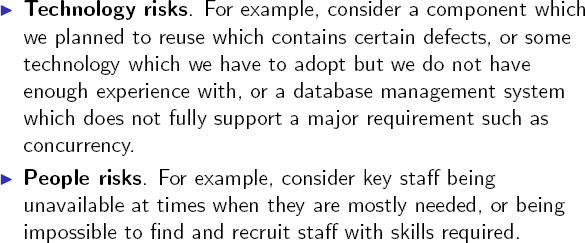 ▶ Technology risks. For example, consider a component which
we planned to reuse which contains certain defects, or some
technology which we have to adopt but we do not have
enough experience with, or a database management system
which does not fully support a major requirement such as
concurrency.
▶ People risks. For example, consider key staff being
unavailable at times when they are mostly needed, or being
impossible to find and recruit staff with skills required.